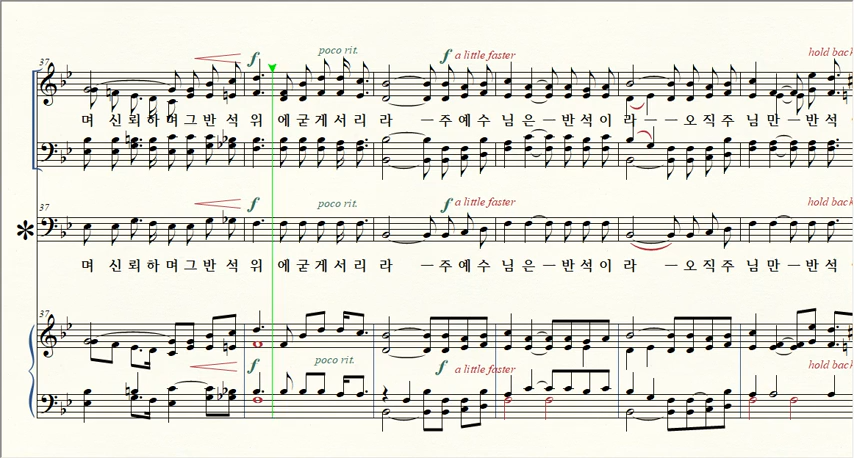 f poco rit. f a little faster hold back
37
며 신뢰하며그반 석 위 에굳게서리 라 —주예수 님 은—반석이 라— —오직주 님 만—반석
f poco rit. f a little faster hold back
37
며 신뢰하며그반 석 위 에굳게서리 라 —주예수 님 은—반석이 라 —오직주 님 만—반석
37
f poco rit. f a little faster hold back